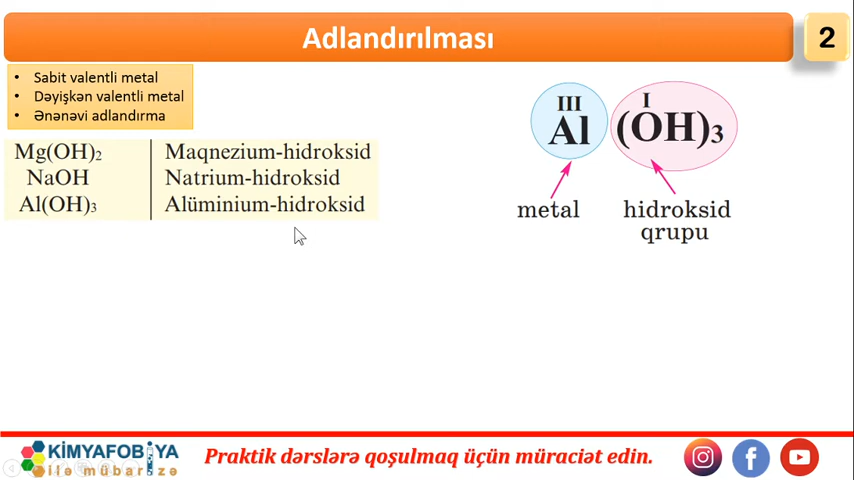 Adlandırılması
2
• Sabit valentli metal
• Dəyişkən valentli metal
• Ənənəvi adlandırma
Mg(OH)₂ Maqnezium-hidroksid
NaOH Natrium-hidroksid
Al(OH)₃ Alüminium-hidroksid
III I
Al (OH)₃
metal hidroksid
qrupu
KİMYAFOBİYA
ilə mübarizə
Praktik dərslərə qoşulmaq üçün müraciət edin.